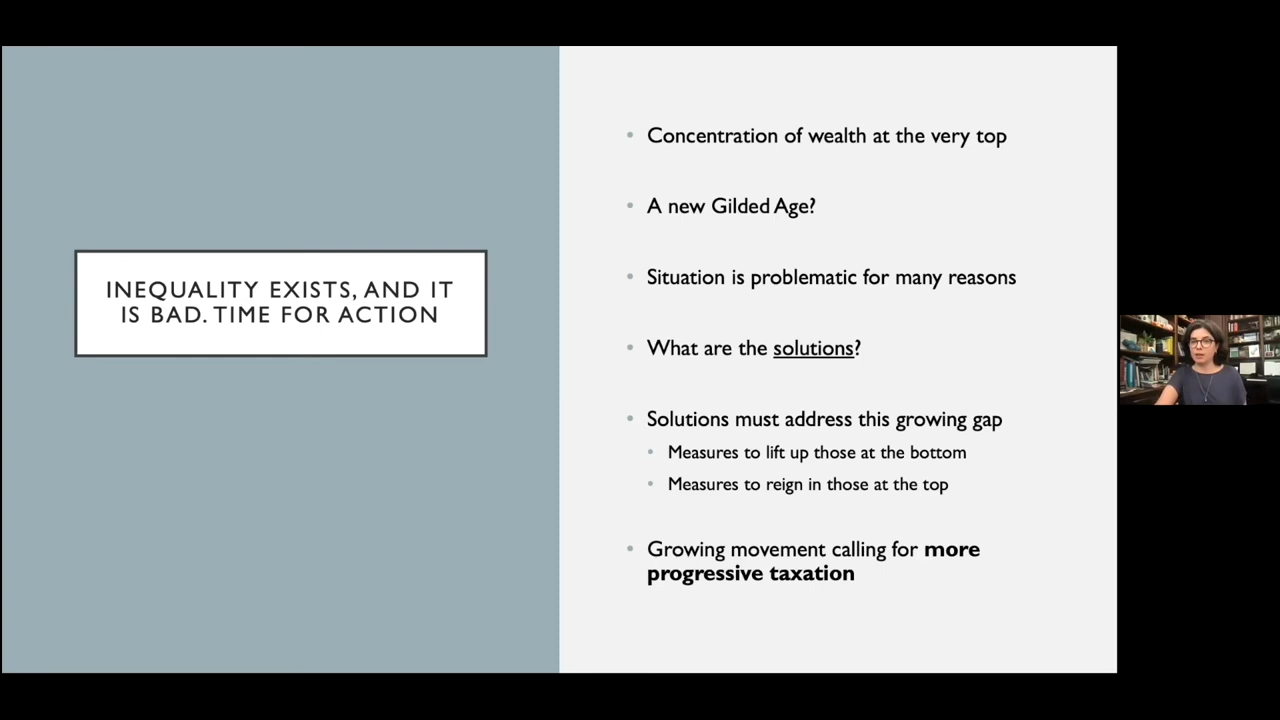 INEQUALITY EXISTS, AND IT
IS BAD. TIME FOR ACTION
• Concentration of wealth at the very top
• A new Gilded Age?
• Situation is problematic for many reasons
• What are the solutions?
• Solutions must address this growing gap
• Measures to lift up those at the bottom
• Measures to reign in those at the top
• Growing movement calling for more
progressive taxation